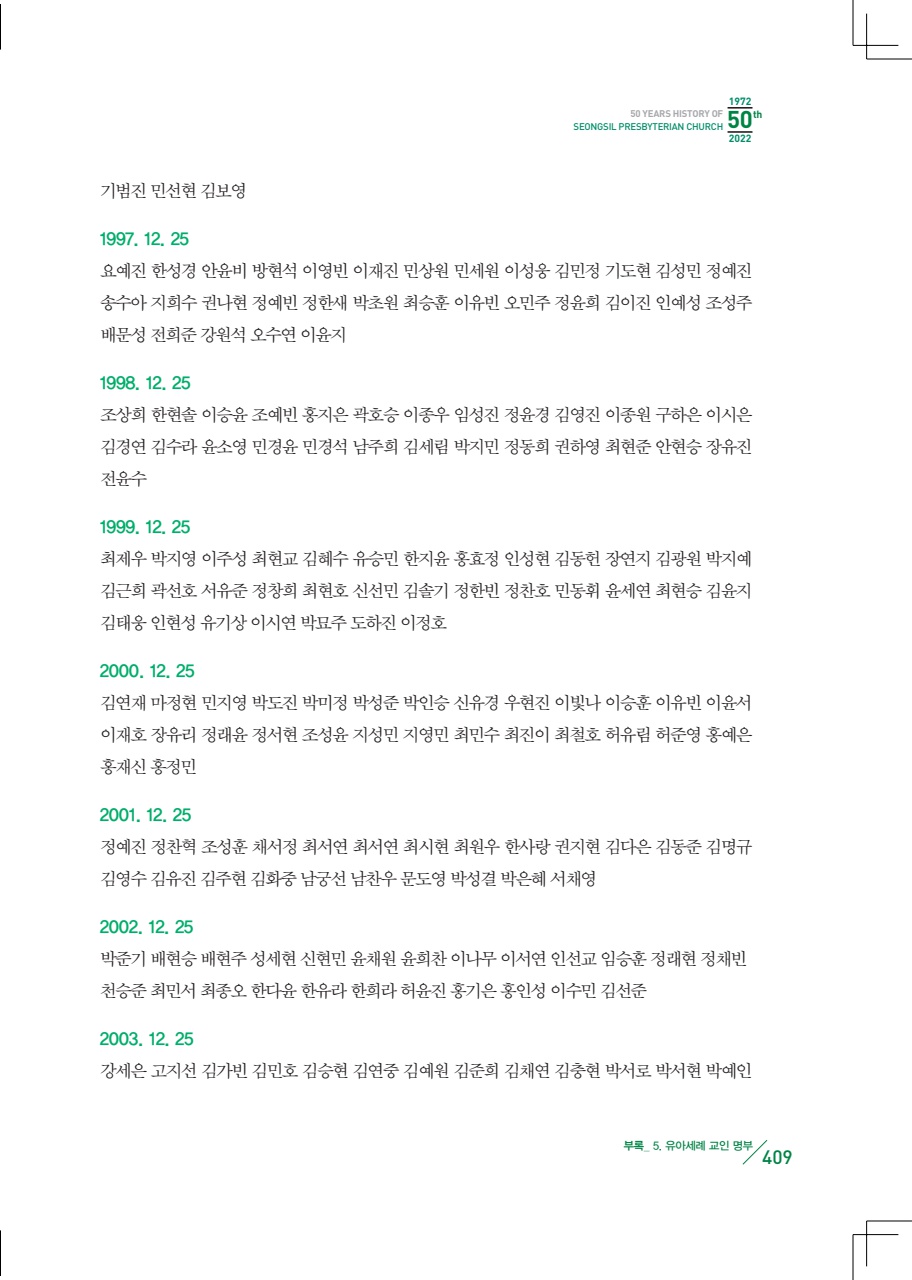 1972
50 YEARS HISTORY OF
SEONGSIL PRESBYTERIAN CHURCH
50th
2022
기범진 민선현 김보영
1997. 12. 25
요예진 한성경 안윤비 방현석 이영빈 이재진 민상원 민세원 이성웅 김민정 기도현 김성민 정예진
송수아 지희수 권나현 정예빈 정한새 박초원 최승훈 이유빈 오민주 정윤희 김이진 인예성 조성주
배문성 전희준 강원석 오수연 이윤지
1998. 12. 25
조상희 한현솔 이승윤 조예빈 홍지은 곽호승 이종우 임성진 정윤경 김영진 이종원 구하은 이시은
김경연 김수라 윤소영 민경윤 민경석 남주희 김세림 박지민 정동희 권하영 최현준 안현승 장유진
전윤수
1999. 12. 25
최제우 박지영 이주성 최현교 김혜수 유승민 한지윤 홍효정 인성현 김동헌 장연지 김광원 박지예
김근희 곽선호 서유준 정창희 최현호 신선민 김솔기 정한빈 정찬호 민동휘 윤세연 최현승 김윤지
김태웅 인현성 유기상 이시연 박묘주 도하진 이정호
2000. 12. 25
김연재 마정현 민지영 박도진 박미정 박성준 박인승 신유경 우현진 이빛나 이승훈 이유빈 이윤서
이재호 장유리 정래윤 정서현 조성윤 지성민 지영민 최민수 최진이 최철호 허유림 허준영 홍예은
홍재신 홍정민
2001. 12. 25
정예진 정찬혁 조성훈 채서정 최서연 최서연 최시현 최원우 한사랑 권지현 김다은 김동준 김명규
김영수 김유진 김주현 김화중 남궁선 남찬우 문도영 박성결 박은혜 서채영
2002. 12. 25
박준기 배현승 배현주 성세현 신현민 윤채원 윤희찬 이나무 이서연 인선교 임승훈 정래현 정채빈
천승준 최민서 최종오 한다윤 한유라 한희라 허윤진 홍기은 홍인성 이수민 김선준
2003. 12. 25
강세은 고지선 김가빈 김민호 김승현 김연중 김예원 김준희 김채연 김충현 박서로 박서현 박예인
부록_ 5. 유아세례 교인 명부
409